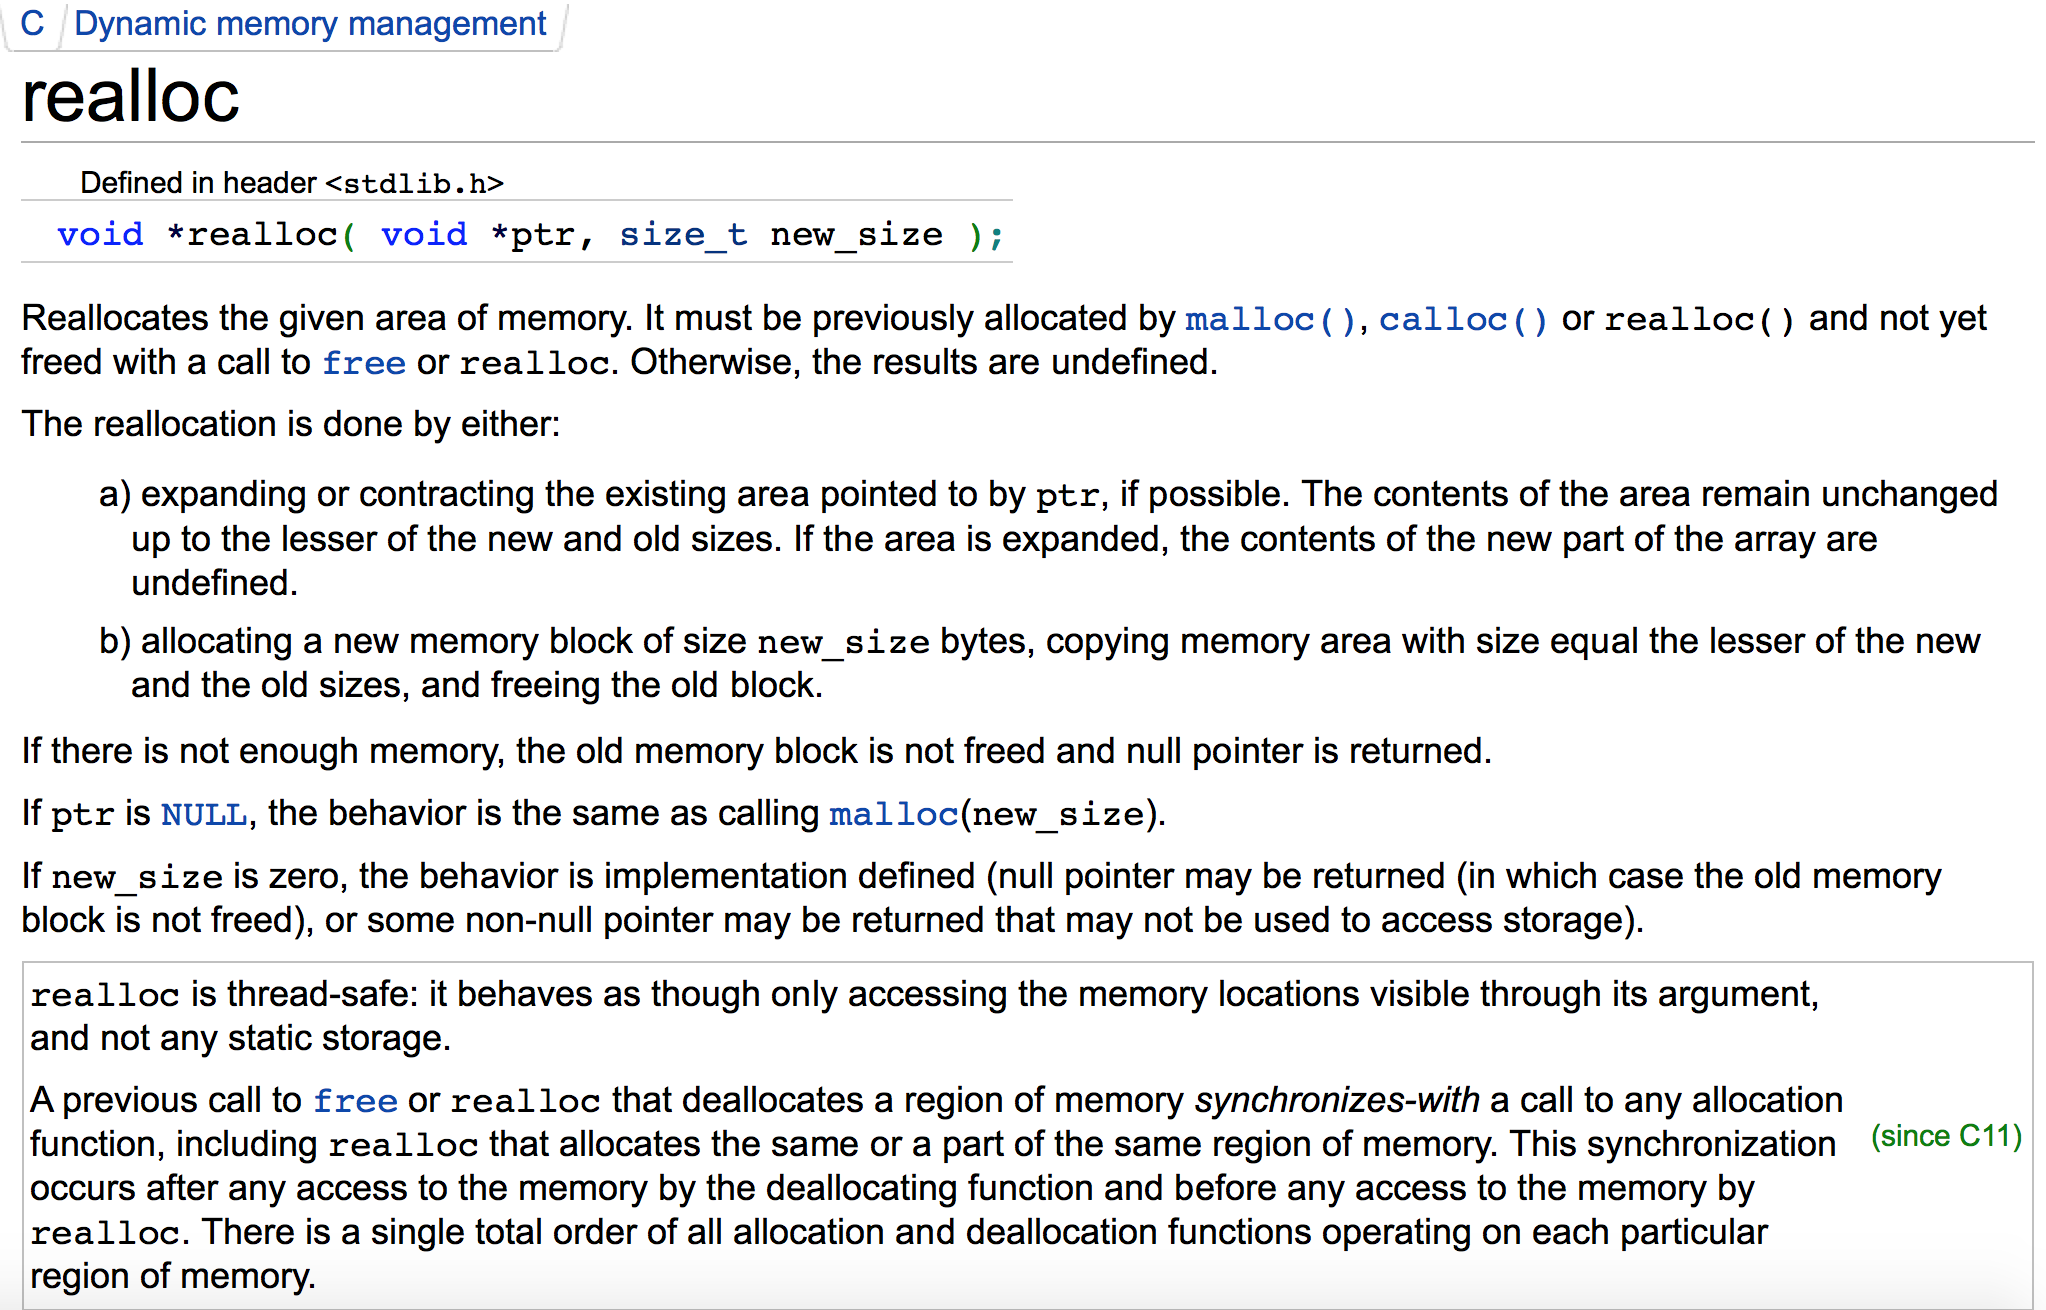 C Dynamic memory management
realloc
Defined in header <stdlib.h>
void *realloc( void *ptr, size_t new_size );
Reallocates the given area of memory. It must be previously allocated by malloc(), calloc() or realloc() and not yet
freed with a call to free or realloc. Otherwise, the results are undefined.
The reallocation is done by either:
a) expanding or contracting the existing area pointed to by ptr, if possible. The contents of the area remain unchanged
up to the lesser of the new and old sizes. If the area is expanded, the contents of the new part of the array are
undefined.
b) allocating a new memory block of size new_size bytes, copying memory area with size equal the lesser of the new
and the old sizes, and freeing the old block.
If there is not enough memory, the old memory block is not freed and null pointer is returned.
If ptr is NULL, the behavior is the same as calling malloc(new_size).
If new_size is zero, the behavior is implementation defined (null pointer may be returned (in which case the old memory
block is not freed), or some non-null pointer may be returned that may not be used to access storage).
realloc is thread-safe: it behaves as though only accessing the memory locations visible through its argument,
and not any static storage.
A previous call to free or realloc that deallocates a region of memory synchronizes-with a call to any allocation
function, including realloc that allocates the same or a part of the same region of memory. This synchronization
(since C11)
occurs after any access to the memory by the deallocating function and before any access to the memory by
realloc. There is a single total order of all allocation and deallocation functions operating on each particular
region of memory.